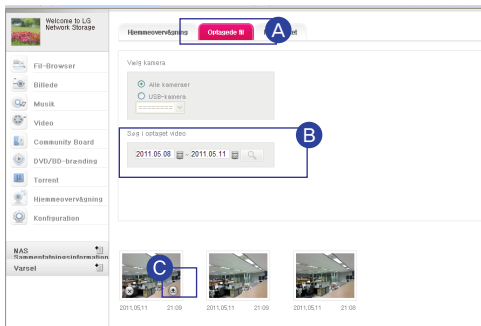 Welcome to LG
Network Storage
Fil-Browser
Billede
Musik
Video
Community Board
DVD/BD-brænding
Torrent
Hjemmeovervågning
Konfiguration
NAS
Sammenfatningsinformation
Varsel
Hjemmeovervågning
Optagede fil
A
Vælg kamera
Alle kameraer
USB-kamera
========
Søg i optaget video
B
2011.05.08 - 2011.05.11
C
2011,05,11 21:09
2011,05,11 21:09
2011,05,11 21:08